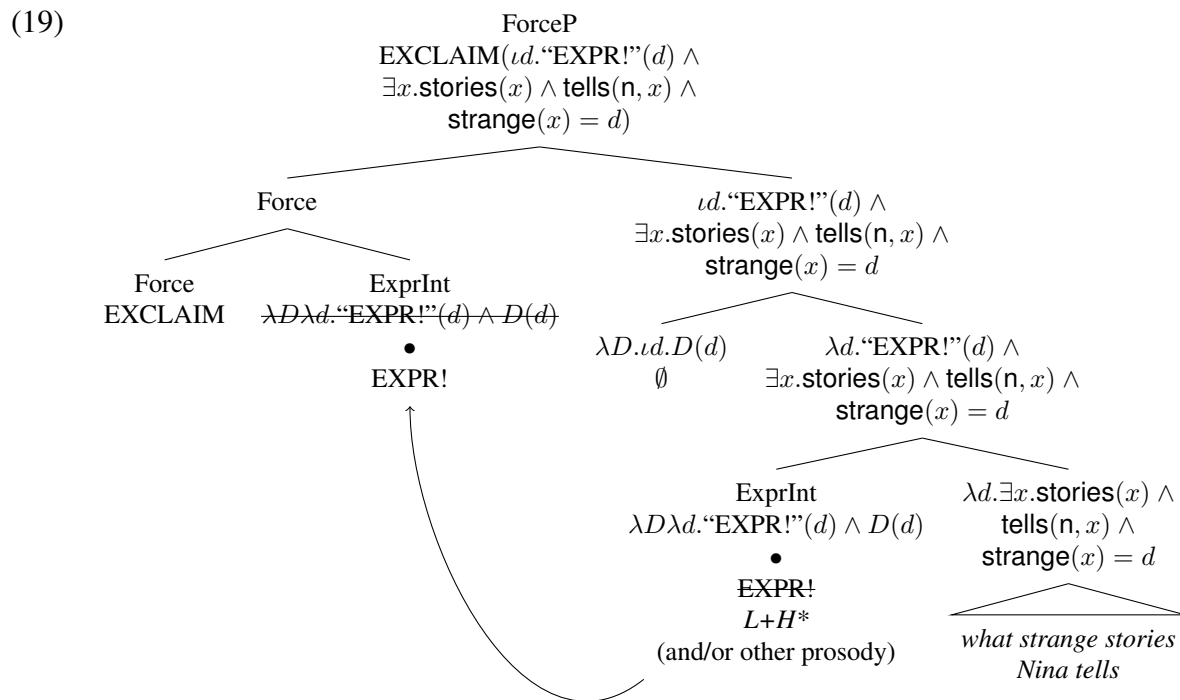 (19)
ForceP
EXCLAIM(ιd.“EXPR!”(d) ∧
∃x.stories(x) ∧ tells(n, x) ∧
strange(x) = d)
Force
ιd.“EXPR!”(d) ∧
∃x.stories(x) ∧ tells(n, x) ∧
strange(x) = d
Force
EXCLAIM
ExprInt
λDλd.“EXPR!”(d) ∧ D(d)
•
EXPR!
λD.ιd.D(d)
∅
λd.“EXPR!”(d) ∧
∃x.stories(x) ∧ tells(n, x) ∧
strange(x) = d
ExprInt
λDλd.“EXPR!”(d) ∧ D(d)
•
EXPR!
L+H*
(and/or other prosody)
λd.∃x.stories(x) ∧
tells(n, x) ∧
strange(x) = d
what strange stories
Nina tells